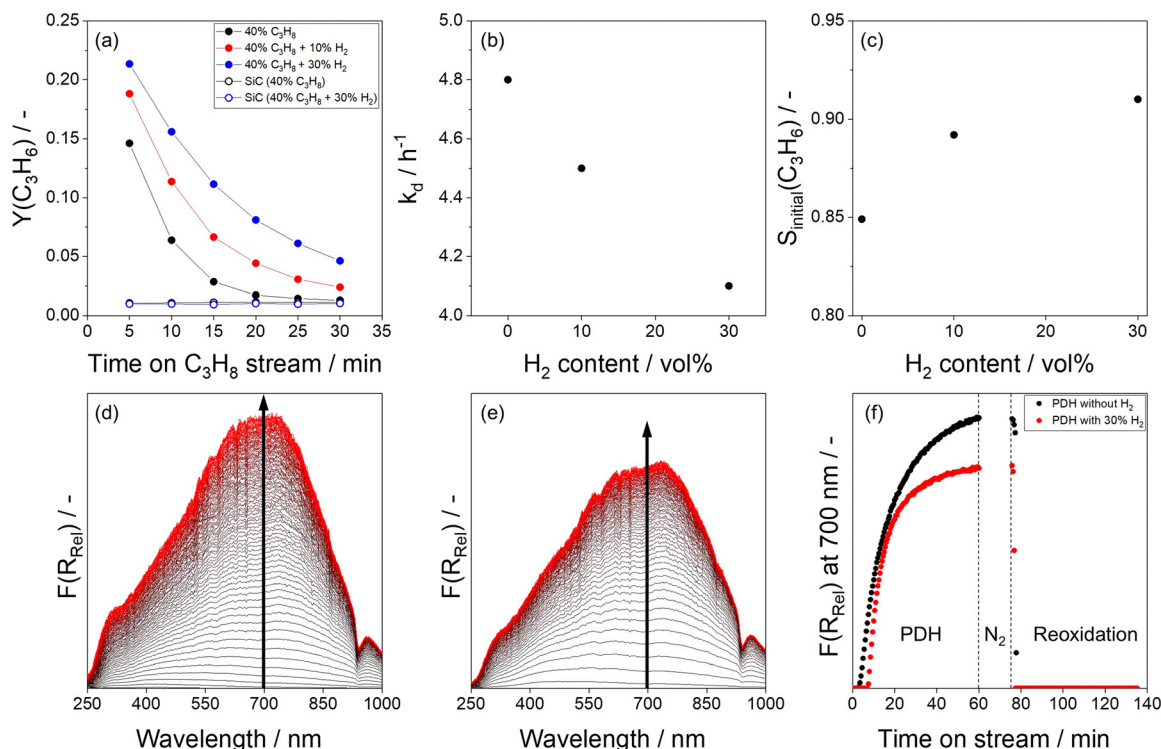 (a)
40% C₃H₈
40% C₃H₈ + 10% H₂
40% C₃H₈ + 30% H₂
SiC (40% C₃H₈)
SiC (40% C₃H₈ + 30% H₂)
Y(C₃H₆) / -
0.25
0.20
0.15
0.10
0.05
0.00
0 5 10 15 20 25 30 35
Time on C₃H₈ stream / min
(b)
k_d / h⁻¹
5.0
4.8
4.6
4.4
4.2
4.0
0 10 20 30
H₂ content / vol%
(c)
S_initial(C₃H₆) / -
0.95
0.90
0.85
0.80
0 10 20 30
H₂ content / vol%
(d)
F(R_Rel) / -
250 400 550 700 850 1000
Wavelength / nm
(e)
F(R_Rel) / -
250 400 550 700 850 1000
Wavelength / nm
(f)
PDH without H₂
PDH with 30% H₂
F(R_Rel) at 700 nm / -
PDH N₂ Reoxidation
0 20 40 60 80 100 120 140
Time on stream / min